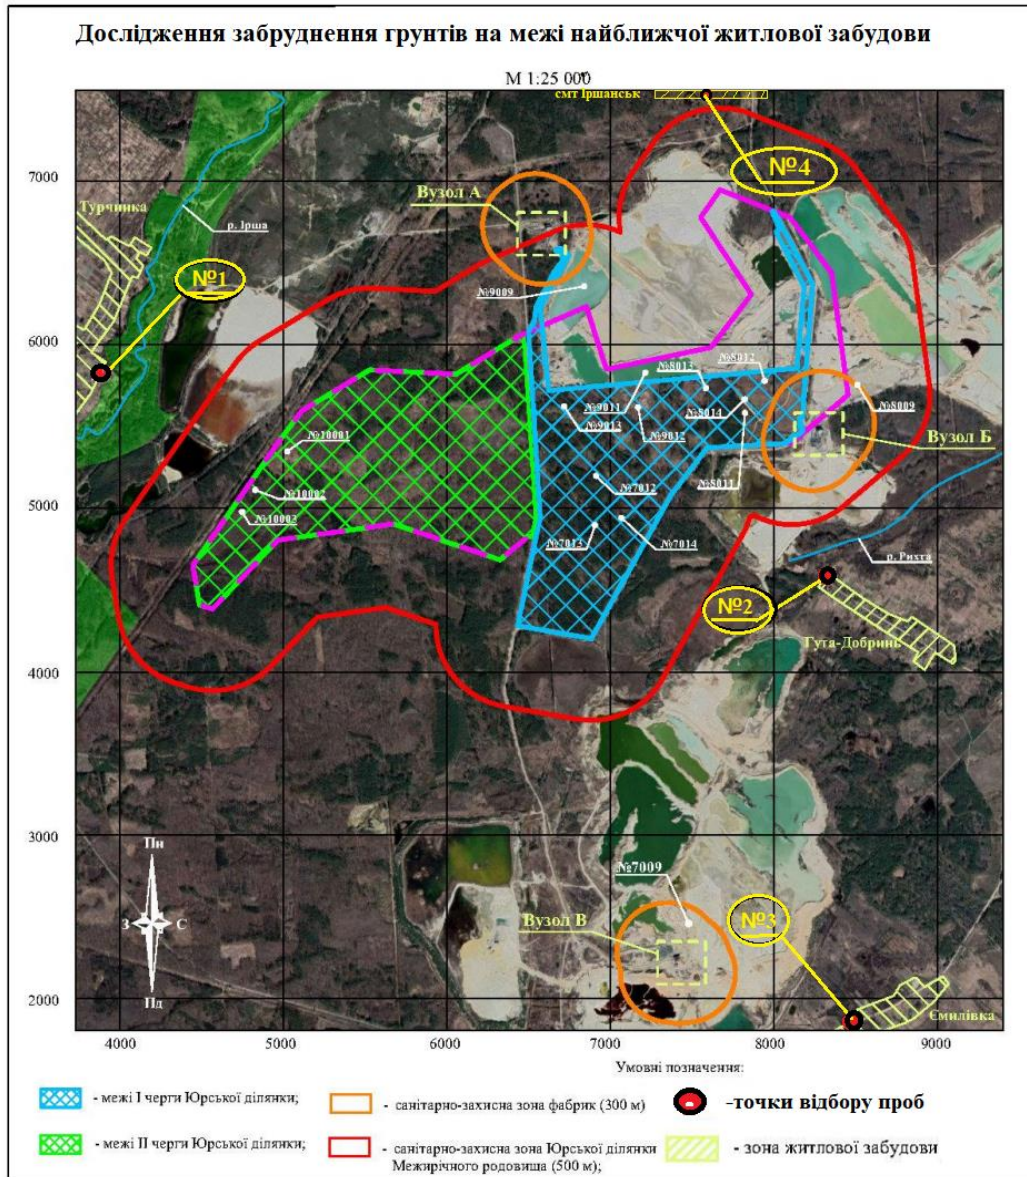 Дослідження забруднення грунтів на межі найближчої житлової забудови
М 1:25 000
смт Іршанськ
7000
Турчинка
р. Ірша
Вузол А
№4
№1
№9009
6000
№8013
№8012
№9011
№8014
№8009
№9013
№9012
Вузол Б
№10001
№8011
№7012
№10002
5000
№10003
№7013
№7014
р. Рихта
№2
Гута-Добринь
4000
3000
Пн
№7009
З
С
Вузол В
№3
Пд
2000
Ємилівка
4000 5000 6000 7000 8000 9000
Умовні позначення:
- межі I черги Юрської ділянки;
- санітарно-захисна зона фабрик (300 м)
-точки відбору проб
- межі II черги Юрської ділянки;
- санітарно-захисна зона Юрської ділянки
Межирічного родовища (500 м);
- зона житлової забудови